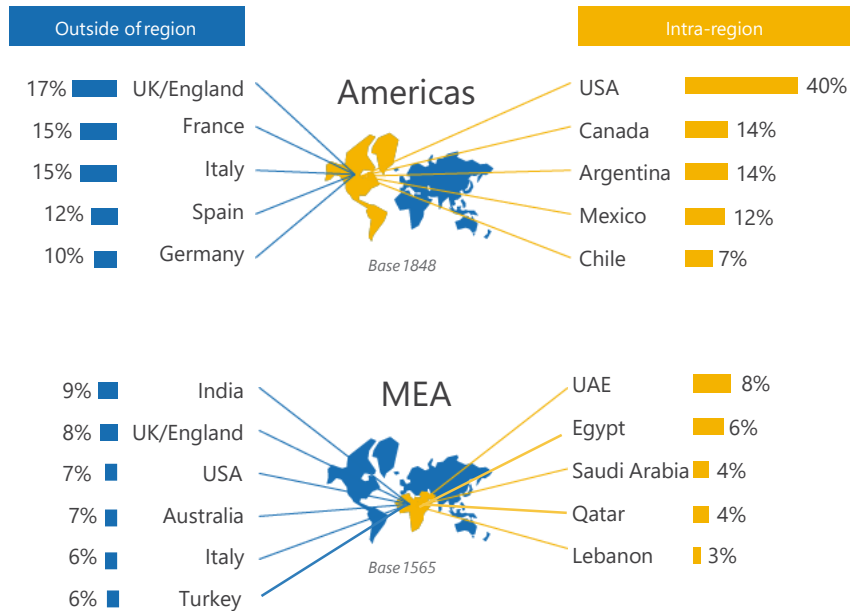 Outside of region
Intra-region
Americas
17% UK/England
15% France
15% Italy
12% Spain
10% Germany
USA 40%
Canada 14%
Argentina 14%
Mexico 12%
Chile 7%
Base 1848
MEA
9% India
8% UK/England
7% USA
7% Australia
6% Italy
6% Turkey
UAE 8%
Egypt 6%
Saudi Arabia 4%
Qatar 4%
Lebanon 3%
Base 1565